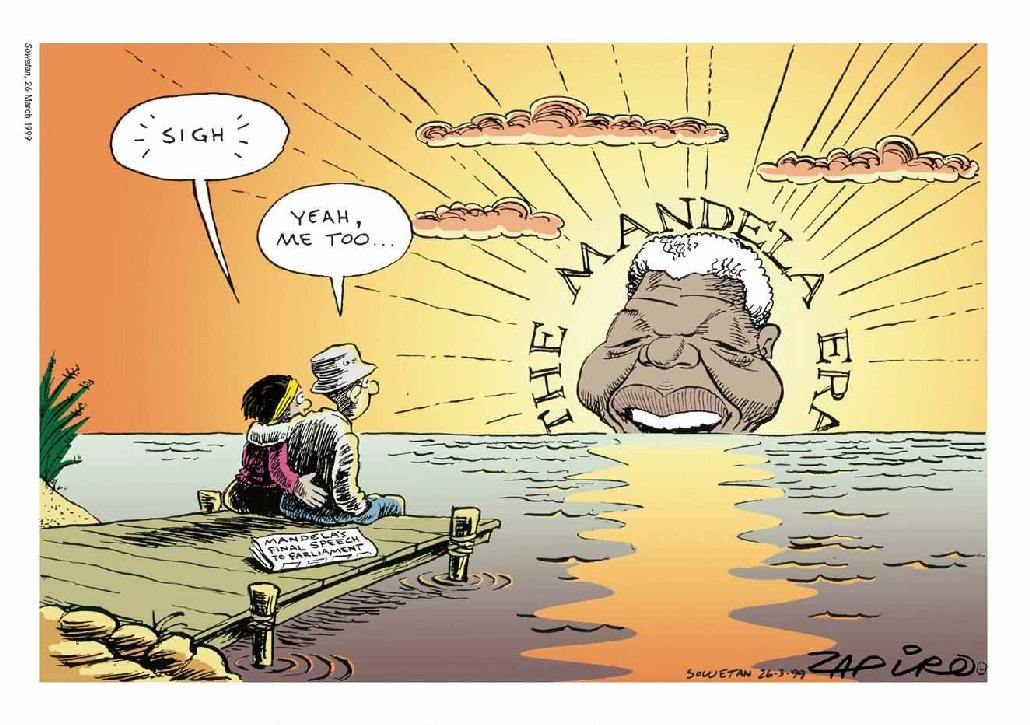 Sowetan, 26 March 1999
SIGH
YEAH,
ME TOO...
THE MANDELA ERA
MANDELA'S
FINAL SPEECH
TO PARLIAMENT
SOWETAN 26-3-99 ZAPIRO ©